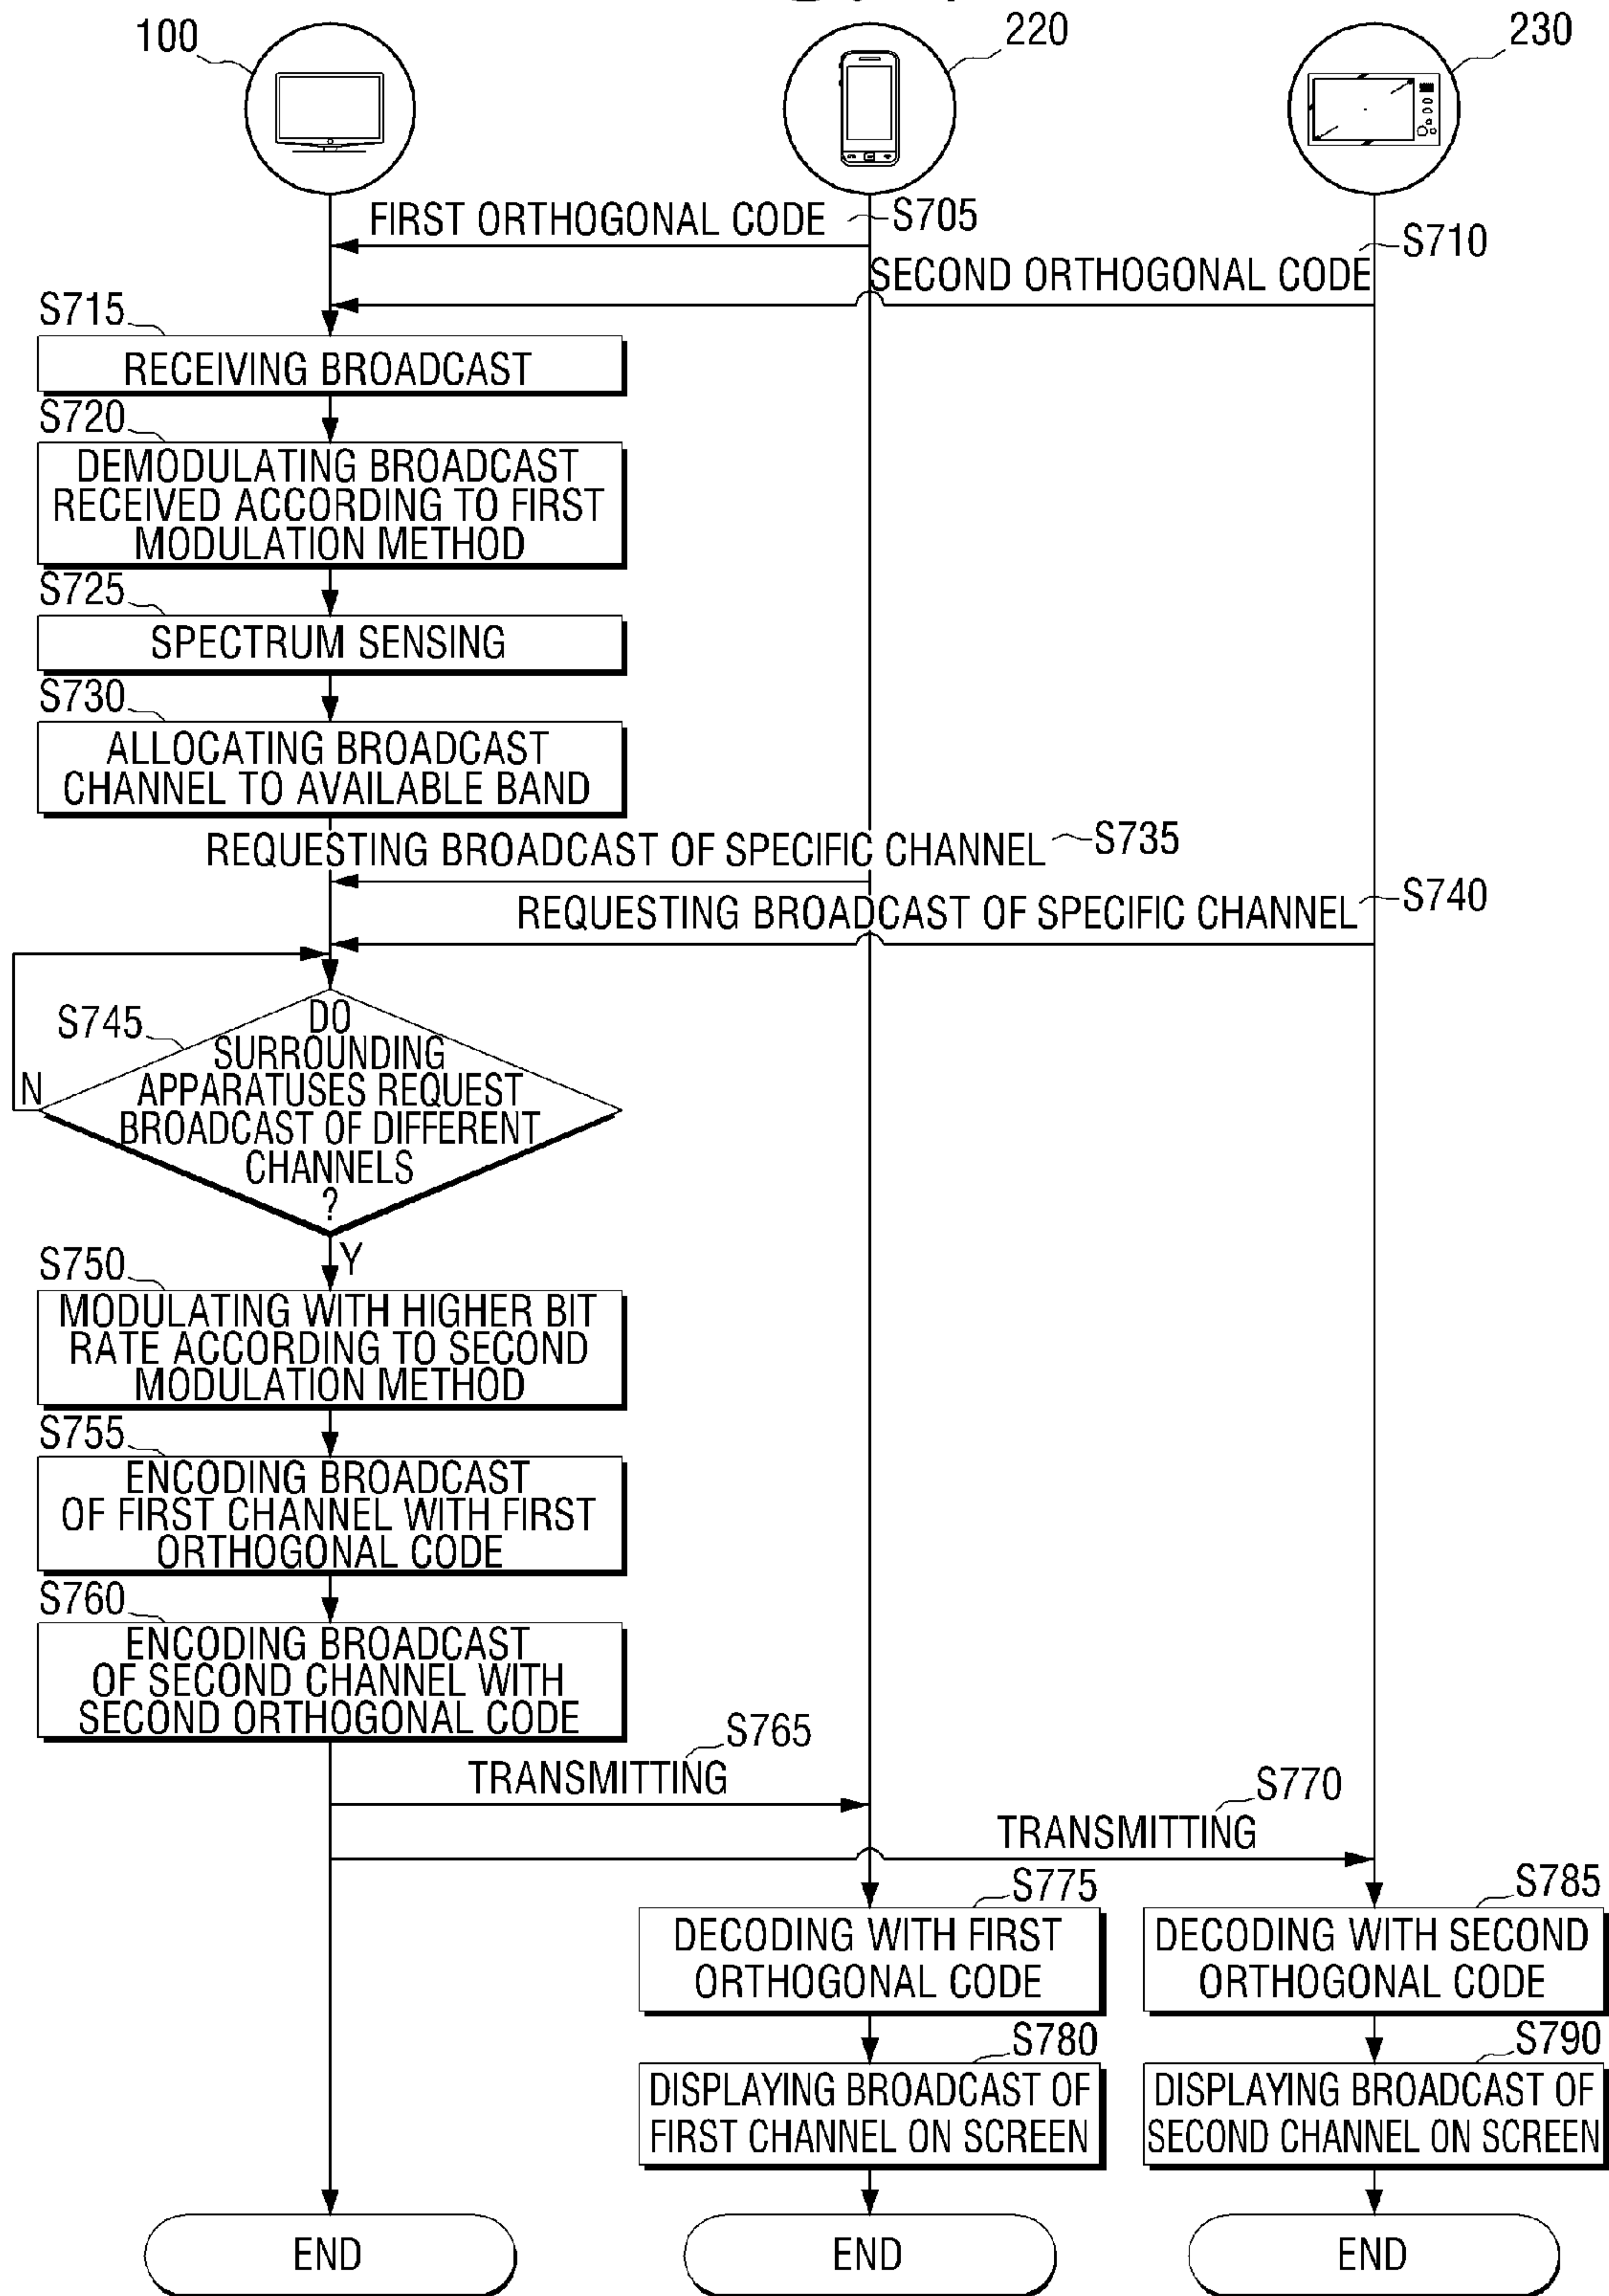 100
220
230
FIRST ORTHOGONAL CODE
S705
S710
SECOND ORTHOGONAL CODE
S715
RECEIVING BROADCAST
S720
DEMODULATING BROADCAST
RECEIVED ACCORDING TO FIRST
MODULATION METHOD
S725
SPECTRUM SENSING
S730
ALLOCATING BROADCAST
CHANNEL TO AVAILABLE BAND
REQUESTING BROADCAST OF SPECIFIC CHANNEL
S735
REQUESTING BROADCAST OF SPECIFIC CHANNEL
S740
S745
DO
SURROUNDING
APPARATUSES REQUEST
BROADCAST OF DIFFERENT
CHANNELS
?
N
Y
S750
MODULATING WITH HIGHER BIT
RATE ACCORDING TO SECOND
MODULATION METHOD
S755
ENCODING BROADCAST
OF FIRST CHANNEL WITH FIRST
ORTHOGONAL CODE
S760
ENCODING BROADCAST
OF SECOND CHANNEL WITH
SECOND ORTHOGONAL CODE
S765
TRANSMITTING
S770
TRANSMITTING
S775
DECODING WITH FIRST
ORTHOGONAL CODE
S785
DECODING WITH SECOND
ORTHOGONAL CODE
S780
DISPLAYING BROADCAST OF
FIRST CHANNEL ON SCREEN
S790
DISPLAYING BROADCAST OF
SECOND CHANNEL ON SCREEN
END
END
END